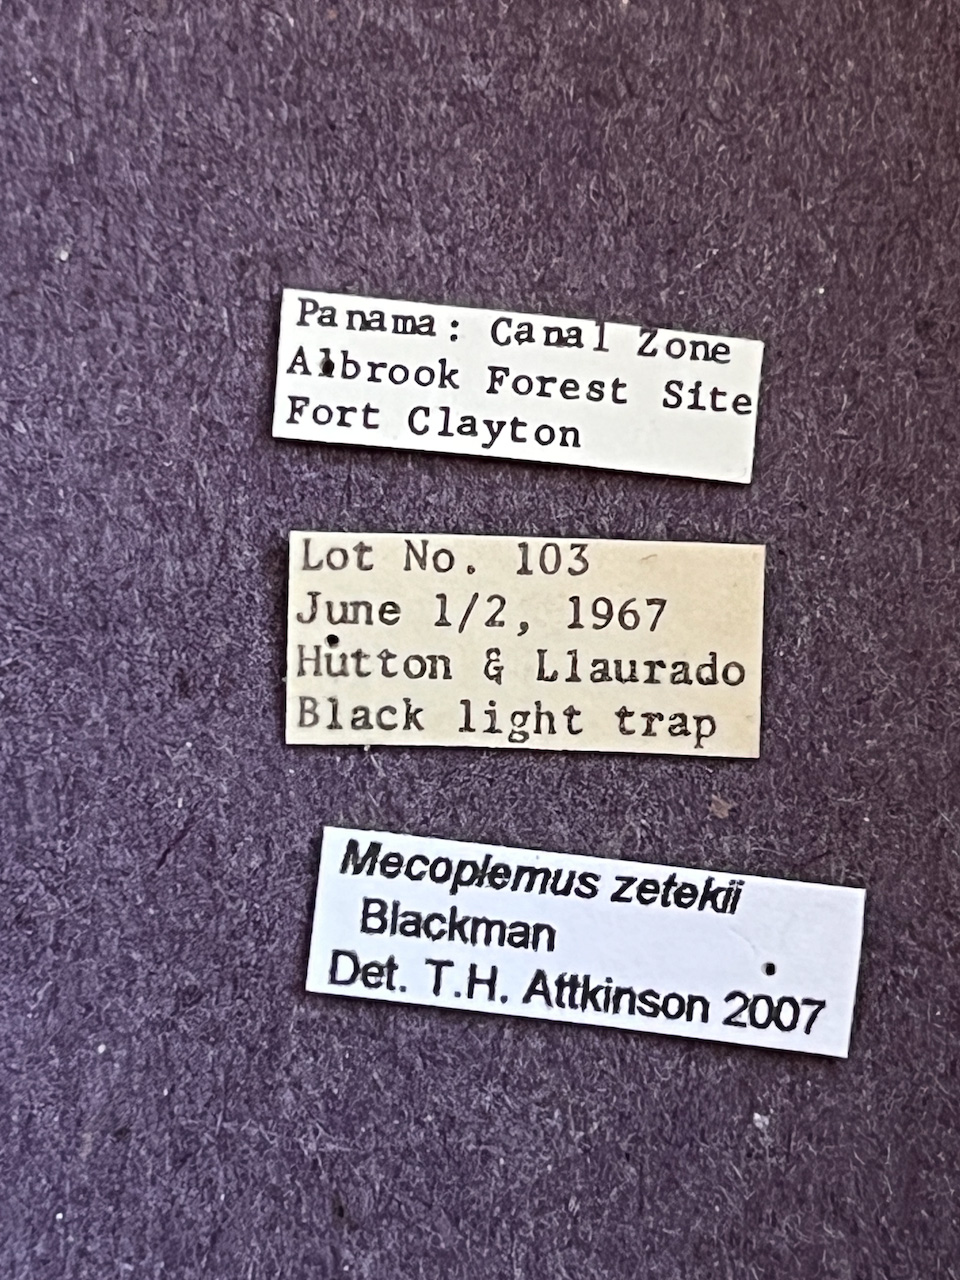 Panama: Canal Zone
Albrook Forest Site
Fort Clayton
Lot No. 103
June 1/2, 1967
Hutton & Llaurado
Black light trap
Mecoplemus zetekii
Blackman
Det. T.H. Attkinson 2007